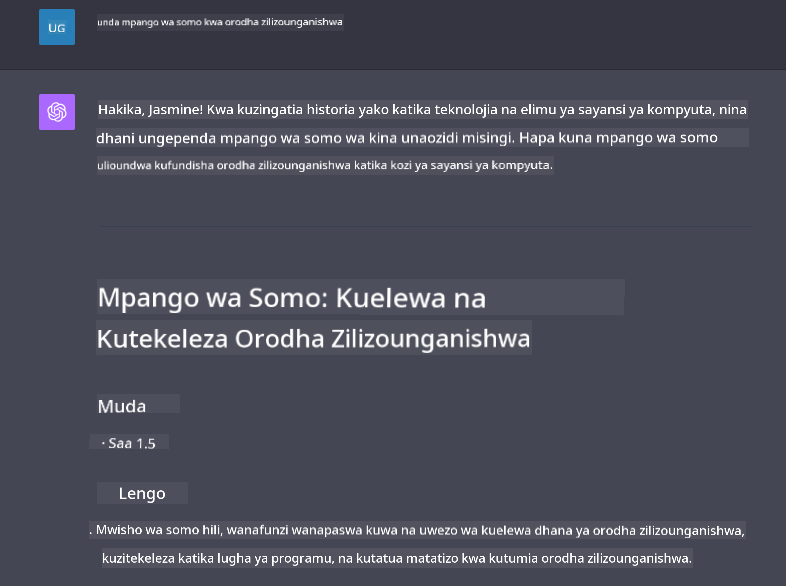 UG
unda mpango wa somo kwa orodha zilizounganishwa
Hakika, Jasmine! Kwa kuzingatia historia yako katika teknolojia na elimu ya sayansi ya kompyuta, nina
dhani ungependa mpango wa somo wa kina unaozidi misingi. Hapa kuna mpango wa somo
ulioundwa kufundisha orodha zilizounganishwa katika kozi ya sayansi ya kompyuta.
Mpango wa Somo: Kuelewa na
Kutekeleza Orodha Zilizounganishwa
Muda
· Saa 1.5
Lengo
. Mwisho wa somo hili, wanafunzi wanapaswa kuwa na uwezo wa kuelewa dhana ya orodha zilizounganishwa,
kuzitekeleza katika lugha ya programu, na kutatua matatizo kwa kutumia orodha zilizounganishwa.